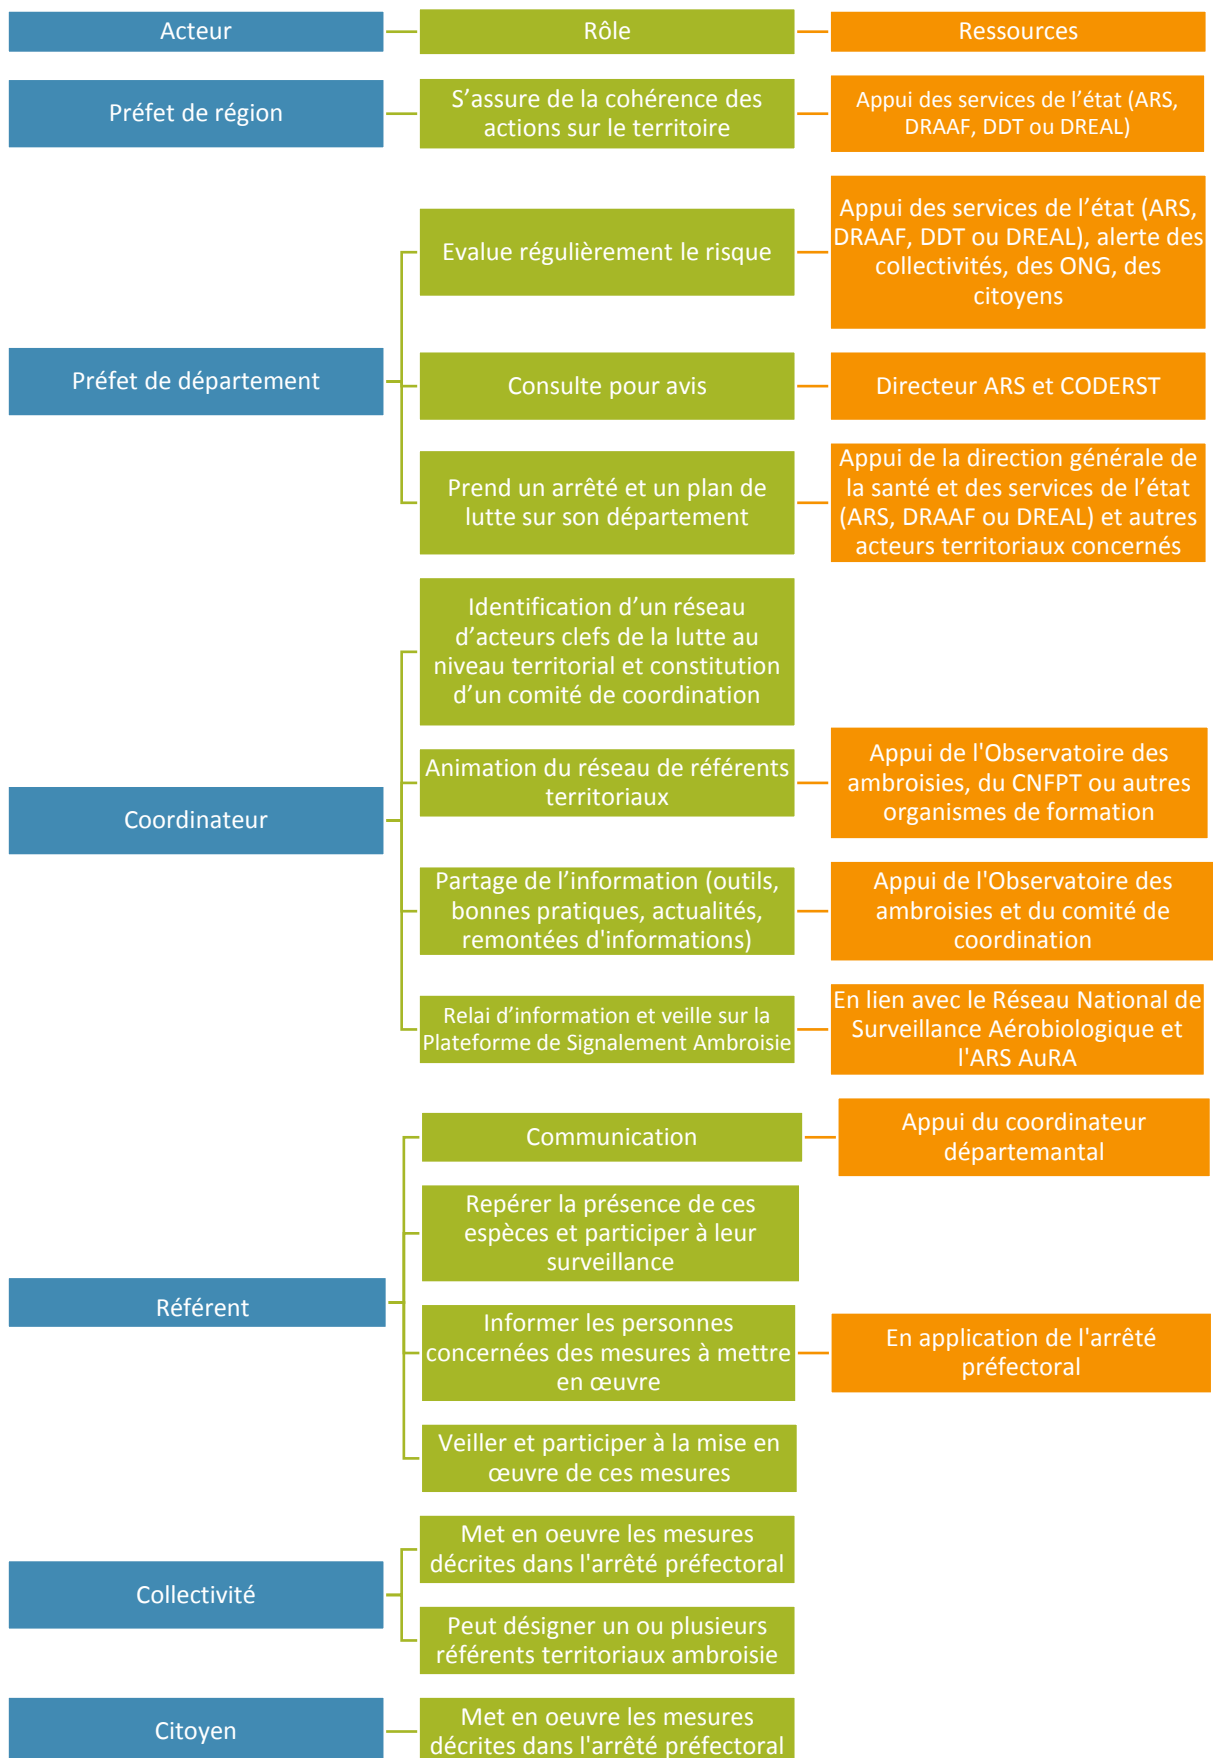 Acteur
Rôle
Ressources
Préfet de région
S’assure de la cohérence des
actions sur le territoire
Appui des services de l’état (ARS,
DRAAF, DDT ou DREAL)
Préfet de département
Evalue régulièrement le risque
Appui des services de l’état (ARS,
DRAAF, DDT ou DREAL), alerte des
collectivités, des ONG, des
citoyens
Consulte pour avis
Directeur ARS et CODERST
Prend un arrêté et un plan de
lutte sur son département
Appui de la direction générale de
la santé et des services de l’état
(ARS, DRAAF ou DREAL) et autres
acteurs territoriaux concernés
Coordinateur
Identification d’un réseau
d’acteurs clefs de la lutte au
niveau territorial et constitution
d’un comité de coordination
Animation du réseau de référents
territoriaux
Appui de l'Observatoire des
ambroisies, du CNFPT ou autres
organismes de formation
Partage de l’information (outils,
bonnes pratiques, actualités,
remontées d'informations)
Appui de l'Observatoire des
ambroisies et du comité de
coordination
Relai d’information et veille sur la
Plateforme de Signalement Ambroisie
En lien avec le Réseau National de
Surveillance Aérobiologique et
l'ARS AuRA
Référent
Communication
Appui du coordinateur
départemantal
Repérer la présence de ces
espèces et participer à leur
surveillance
Informer les personnes
concernées des mesures à mettre
en œuvre
En application de l'arrêté
préfectoral
Veiller et participer à la mise en
œuvre de ces mesures
Collectivité
Met en oeuvre les mesures
décrites dans l'arrêté préfectoral
Peut désigner un ou plusieurs
référents territoriaux ambroisie
Citoyen
Met en oeuvre les mesures
décrites dans l'arrêté préfectoral